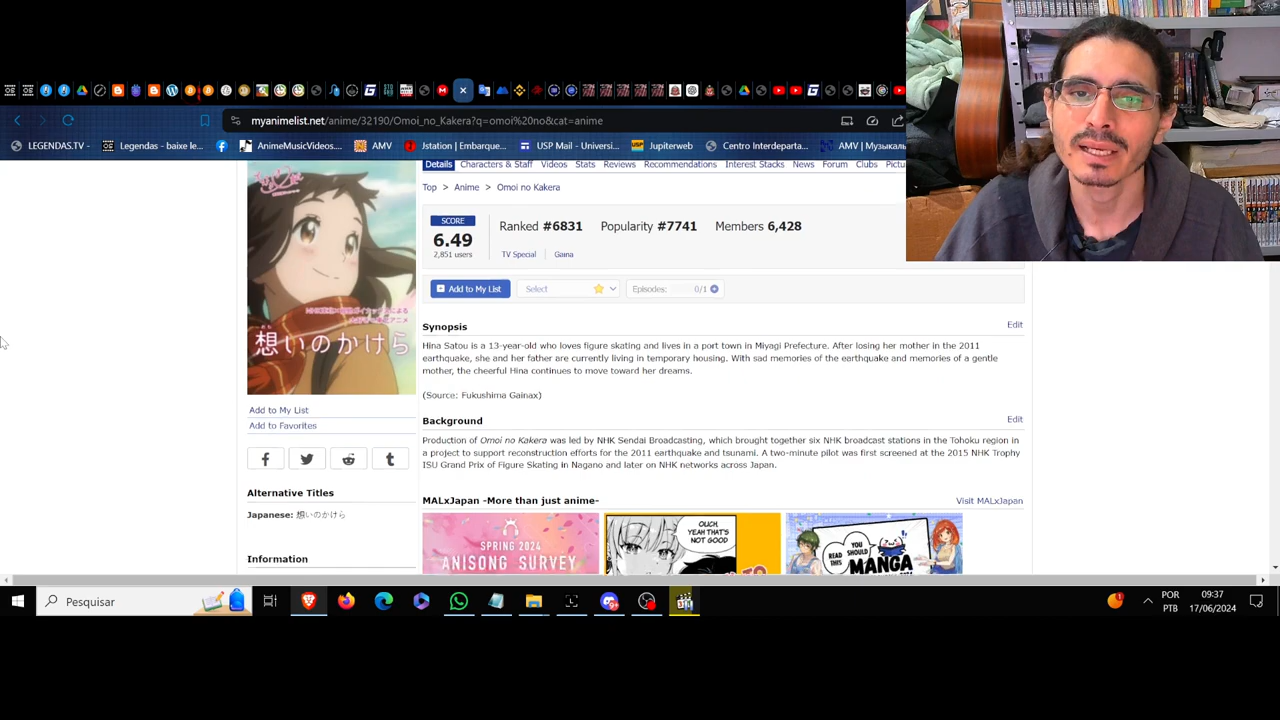 myanimelist.net/anime/32190/Omoi_no_Kakera?q=omoi%20no&cat=anime
LEGENDAS.TV -
Legendas - baixe le...
AnimeMusicVideos....
AMV
Jstation | Embarque...
USP Mail - Universi...
Jupiterweb
Centro Interdeparta...
AMV | Музыкаль
Details
Characters & Staff
Videos
Stats
Reviews
Recommendations
Interest Stacks
News
Forum
Clubs
Pictu
Top > Anime > Omoi no Kakera
SCORE
6.49
2,851 users
Ranked #6831 Popularity #7741 Members 6,428
TV Special
Gaina
Add to My List
Select
Episodes: 0/1
Synopsis
Edit
Hina Satou is a 13-year-old who loves figure skating and lives in a port town in Miyagi Prefecture. After losing her mother in the 2011
earthquake, she and her father are currently living in temporary housing. With sad memories of the earthquake and memories of a gentle
mother, the cheerful Hina continues to move toward her dreams.
(Source: Fukushima Gainax)
Background
Edit
Production of Omoi no Kakera was led by NHK Sendai Broadcasting, which brought together six NHK broadcast stations in the Tohoku region in
a project to support reconstruction efforts for the 2011 earthquake and tsunami. A two-minute pilot was first screened at the 2015 NHK Trophy
ISU Grand Prix of Figure Skating in Nagano and later on NHK networks across Japan.
想いのかけら
Add to My List
Add to Favorites
Alternative Titles
Japanese: 想いのかけら
Information
MALxJapan -More than just anime-
Visit MALxJapan
SPRING 2024
ANISONG SURVEY
OUCH,
YEAH THAT'S
NOT GOOD
READ
THIS
YOU
SHOULD
MANGA
Pesquisar
POR
PTB
09:37
17/06/2024